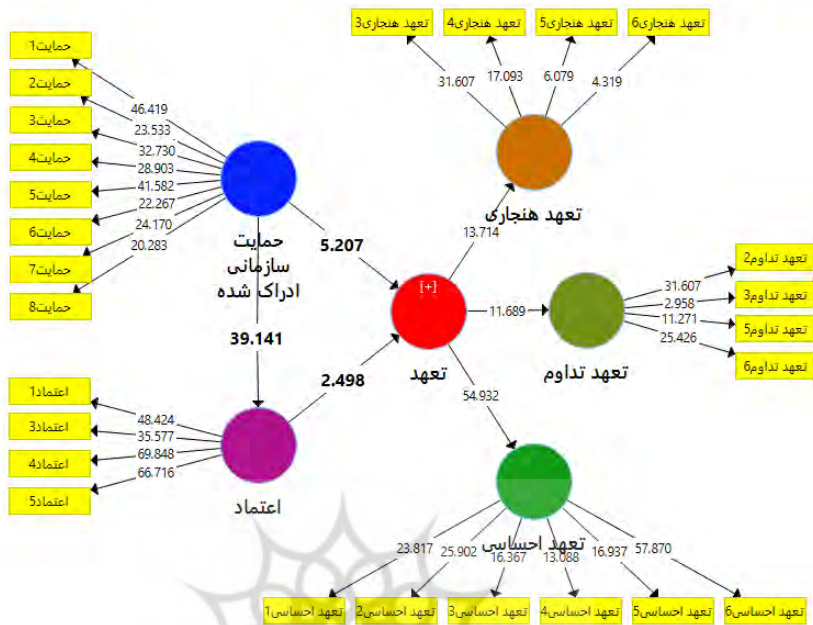 تعهد هنجاری3
تعهد هنجاری4
تعهد هنجاری5
تعهد هنجاری6
31.607
17.093
6.079
4.319
حمایت1
حمایت2
حمایت3
حمایت4
حمایت5
حمایت6
حمایت7
حمایت8
46.419
23.533
32.730
28.903
41.582
22.267
24.170
20.283
حمایت
سازمانی
ادراک شده
5.207
39.141
2.498
تعهد هنجاری
13.714
[+]
تعهد
11.689
54.932
تعهد تداوم
31.607
2.958
11.271
25.426
تعهد تداوم2
تعهد تداوم3
تعهد تداوم5
تعهد تداوم6
اعتماد1
اعتماد3
اعتماد4
اعتماد5
48.424
35.577
69.848
66.716
اعتماد
تعهد احساسی
23.817
25.902
16.367
13.088
16.937
57.870
تعهد احساسی1
تعهد احساسی2
تعهد احساسی3
تعهد احساسی4
تعهد احساسی5
تعهد احساسی6